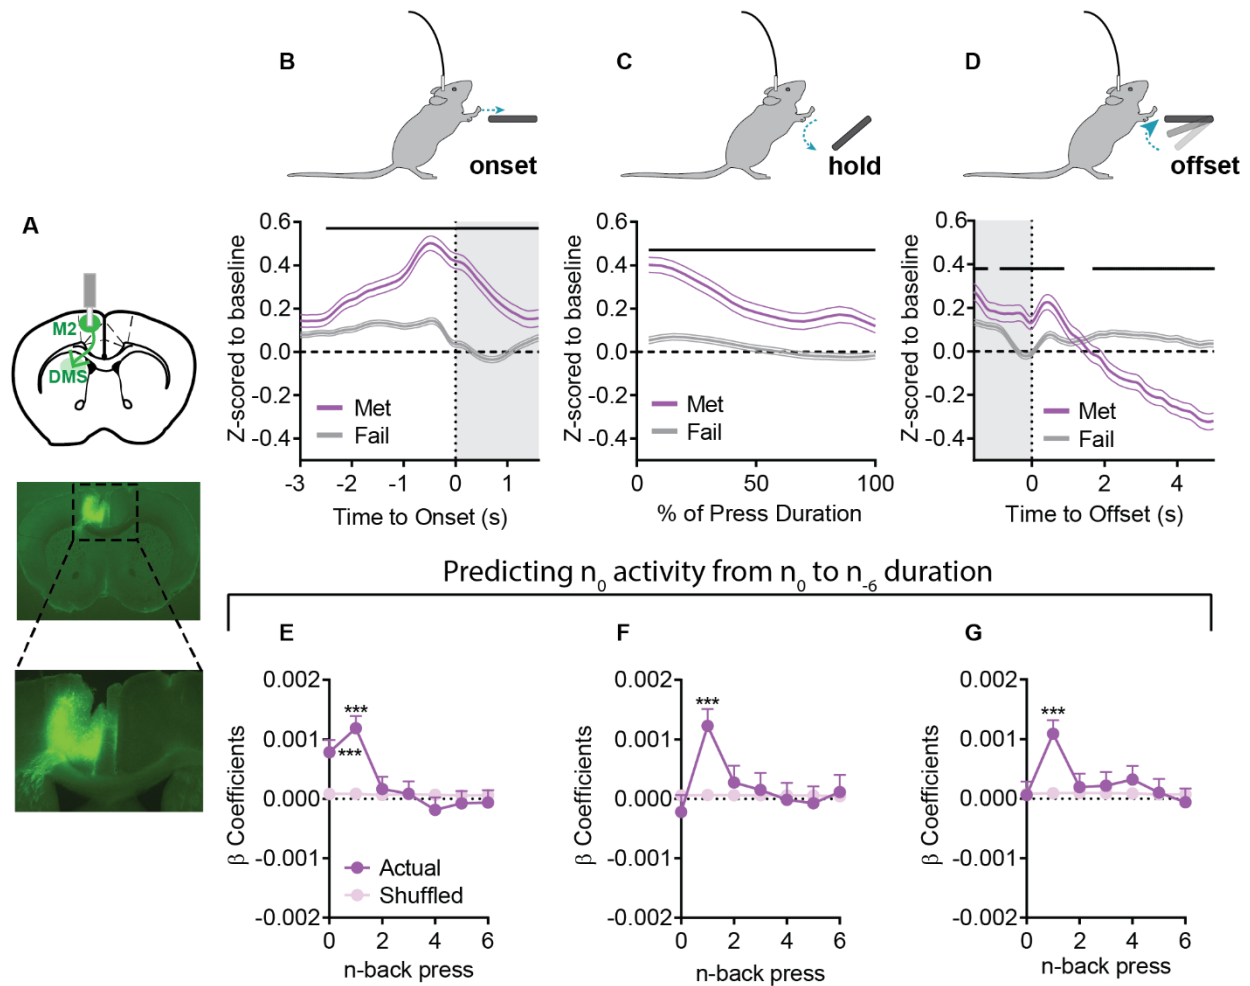 B
C
D
onset
hold
offset
A
M2
DMS
Z-scored to baseline
0.6
0.4
0.2
0.0
-0.2
-0.4
Met
Fail
-3 -2 -1 0 1
Time to Onset (s)
Z-scored to baseline
0.6
0.4
0.2
0.0
-0.2
-0.4
Met
Fail
0 50 100
% of Press Duration
Z-scored to baseline
0.6
0.4
0.2
0.0
-0.2
-0.4
Met
Fail
0 2 4
Time to Offset (s)
Predicting n0 activity from n0 to n-6 duration
E
β Coefficients
0.002
0.001
0.000
-0.001
-0.002
***
***
Actual
Shuffled
0 2 4 6
n-back press
F
β Coefficients
0.002
0.001
0.000
-0.001
-0.002
***
0 2 4 6
n-back press
G
β Coefficients
0.002
0.001
0.000
-0.001
-0.002
***
0 2 4 6
n-back press